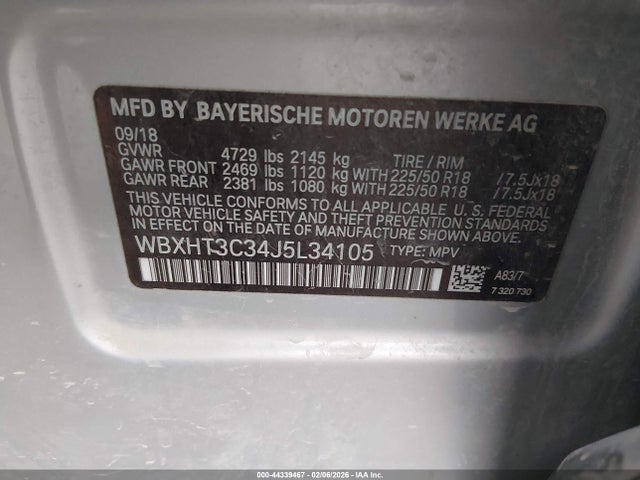 MFD BY BAYERISCHE MOTOREN WERKE AG
09/18
GVWR 4729 lbs 2145 kg TIRE / RIM
GAWR FRONT 2469 lbs 1120 kg WITH 225/50 R18 /7.5Jx18
GAWR REAR 2381 lbs 1080 kg WITH 225/50 R18 /7.5Jx18
THIS VEHICLE CONFORMS TO ALL APPLICABLE U. S. FEDERAL
MOTOR VEHICLE SAFETY AND THEFT PREVENTION STANDARDS
IN EFFECT ON THE DATE OF MANUFACTURE SHOWN ABOVE.
WBXHT3C34J5L34105 TYPE: MPV
A83/7
7 320 730
000-44339467 - 02/06/2026 - IAA Inc.